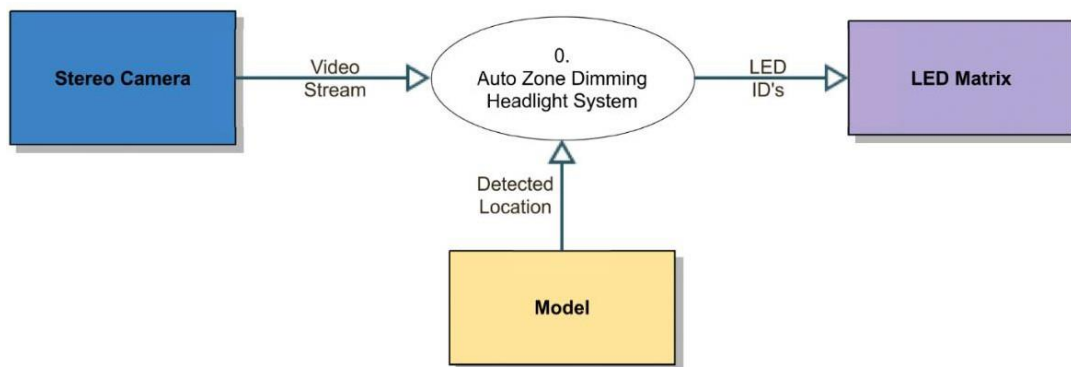 Stereo Camera
Video
Stream
0.
Auto Zone Dimming
Headlight System
LED
ID's
LED Matrix
Detected
Location
Model